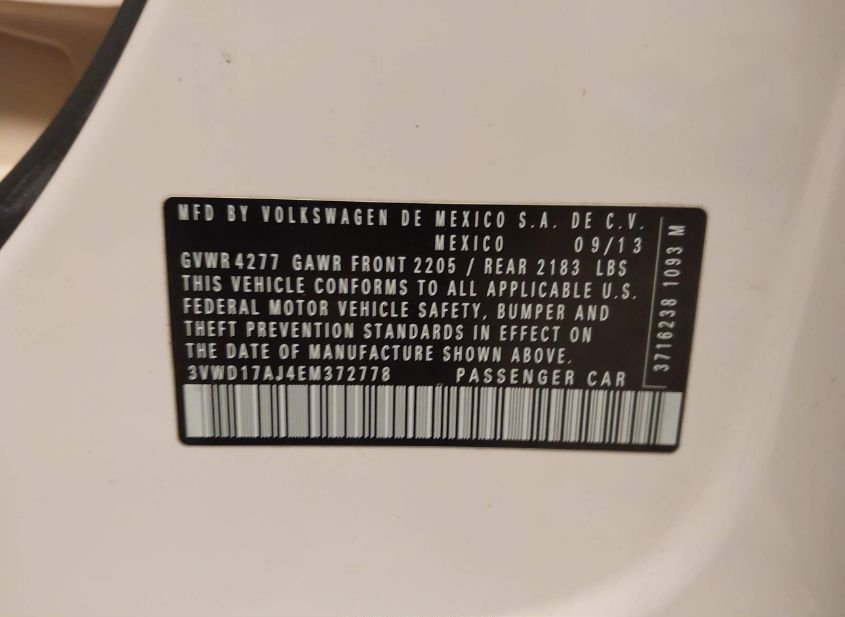 MFD BY VOLKSWAGEN DE MEXICO S.A. DE C.V.
MEXICO 09/13
GVWR 4277 GAWR FRONT 2205 / REAR 2183 LBS
THIS VEHICLE CONFORMS TO ALL APPLICABLE U.S.
FEDERAL MOTOR VEHICLE SAFETY, BUMPER AND
THEFT PREVENTION STANDARDS IN EFFECT ON
THE DATE OF MANUFACTURE SHOWN ABOVE.
3VWD17AJ4EM372778 PASSENGER CAR
3716238 1093 M